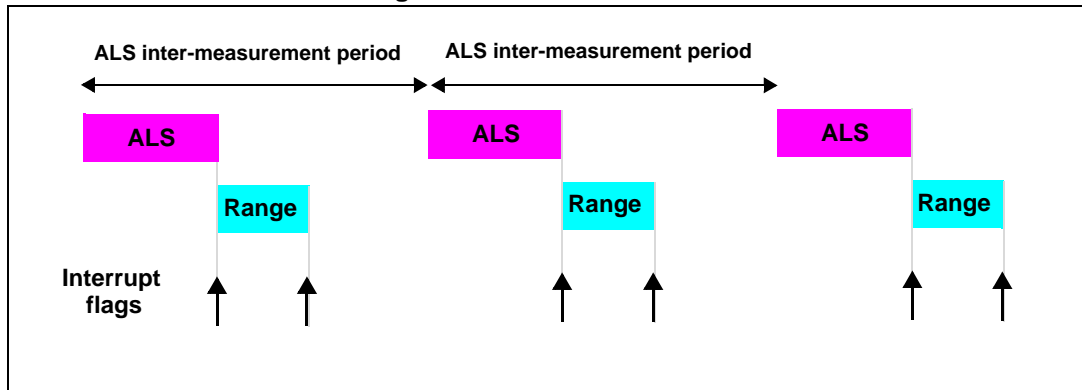 ALS inter-measurement period
ALS inter-measurement period
ALS
ALS
ALS
Range
Range
Range
Interrupt
flags